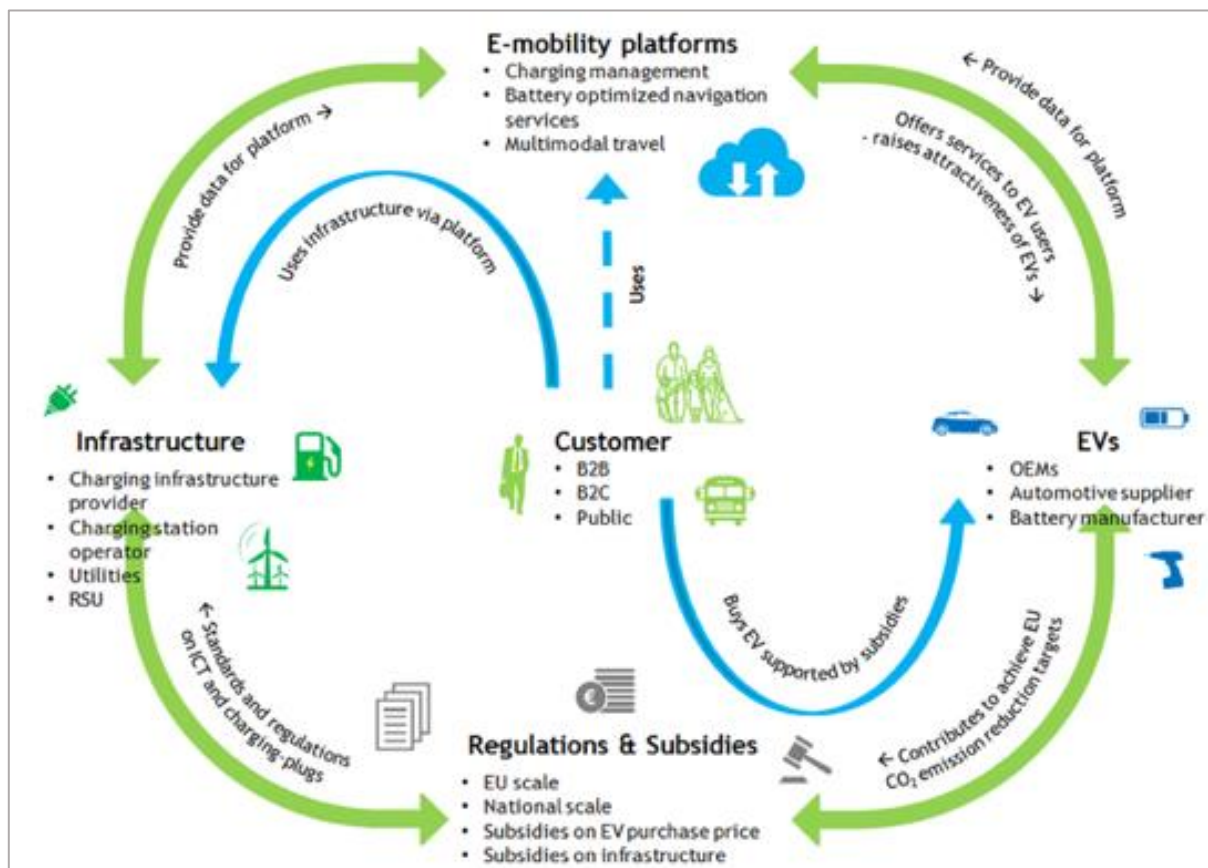 E-mobility platforms
• Charging management
• Battery optimized navigation
services
• Multimodal travel
Provide data for platform →
Uses infrastructure via platform
Uses
← Provide data for platform
Offers services to EV users
- raises attractiveness of EVs →
Infrastructure
• Charging infrastructure
provider
• Charging station
operator
• Utilities
• RSU
Customer
• B2B
• B2C
• Public
EVs
• OEMs
• Automotive supplier
• Battery manufacturer
← Standards and regulations
on ICT and charging-plugs
Buys EV supported by subsidies
← Contributes to achieve EU
CO₂ emission reduction targets
€
Regulations & Subsidies
• EU scale
• National scale
• Subsidies on EV purchase price
• Subsidies on infrastructure